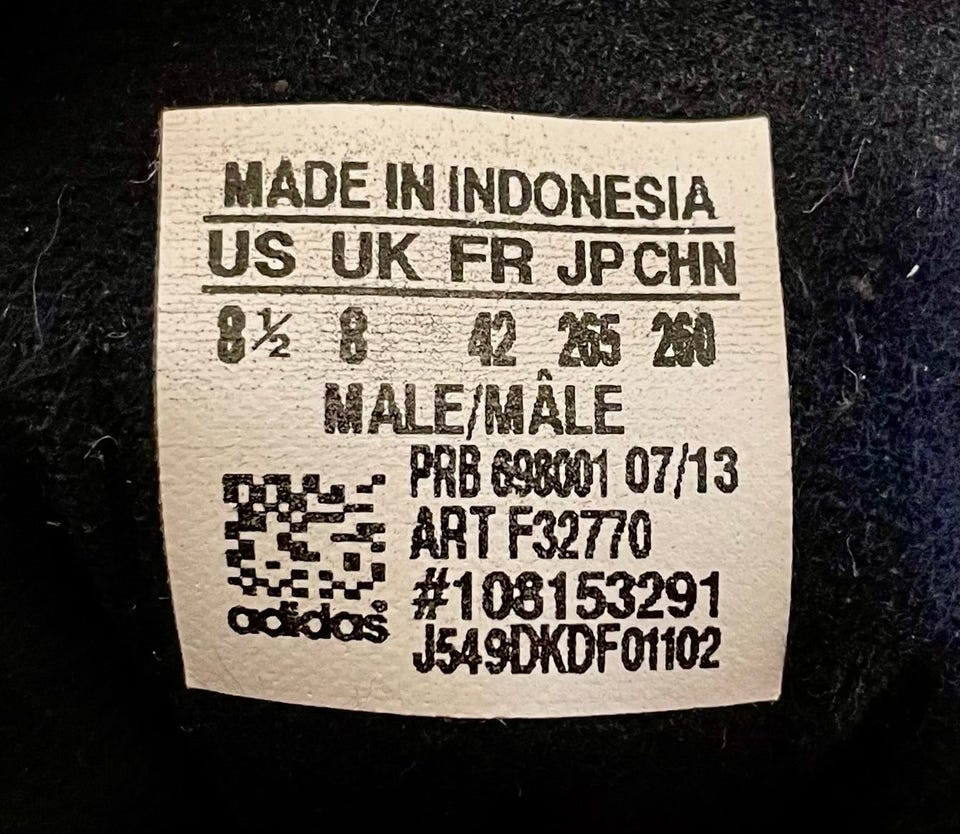 MADE IN INDONESIA
US UK FR JP CHN
8½ 8 42 265 260
MALE/MÂLE
PRB 698001 07/13
ART F32770
#108153291
J549DKDF01102
adidas®